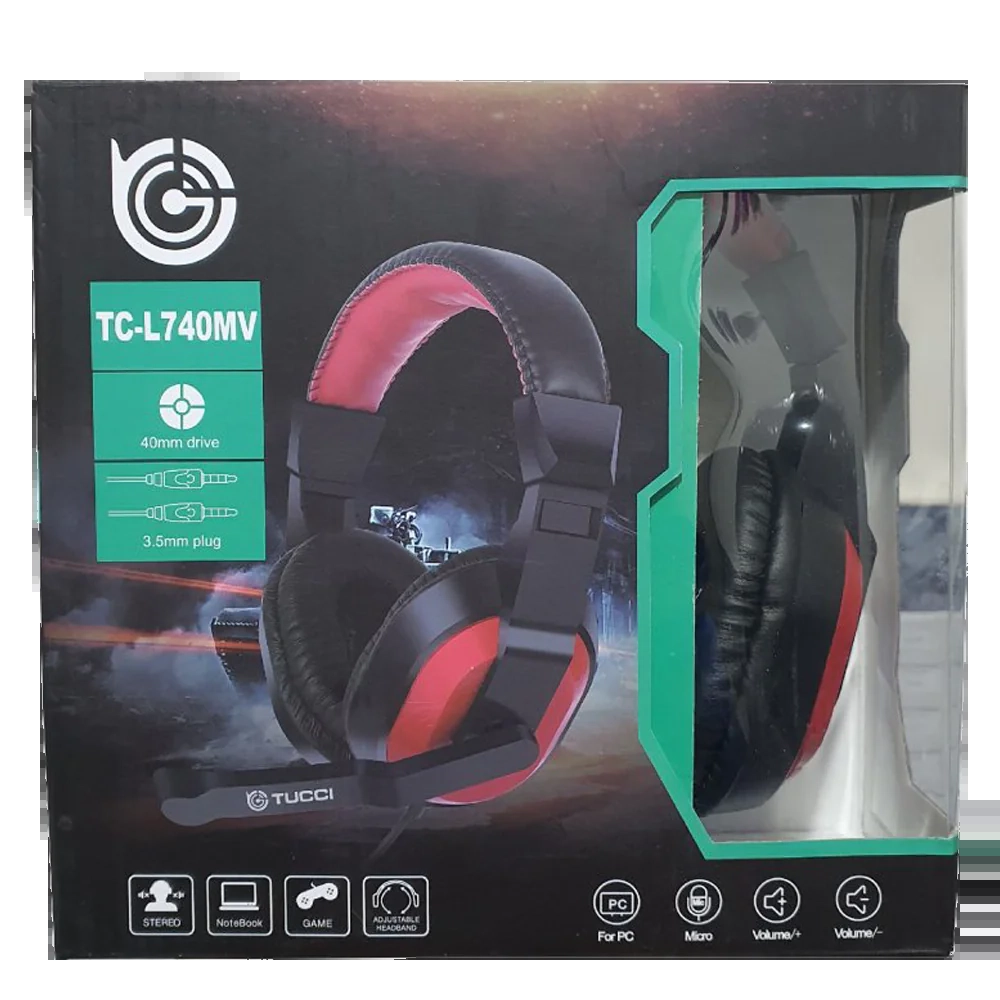 TC-L740MV
40mm drive
3.5mm plug
TUCCI
STEREO
NoteBook
GAME
ADJUSTABLE
HEADBAND
PC
For PC
Micro
Volume/+
Volume/-